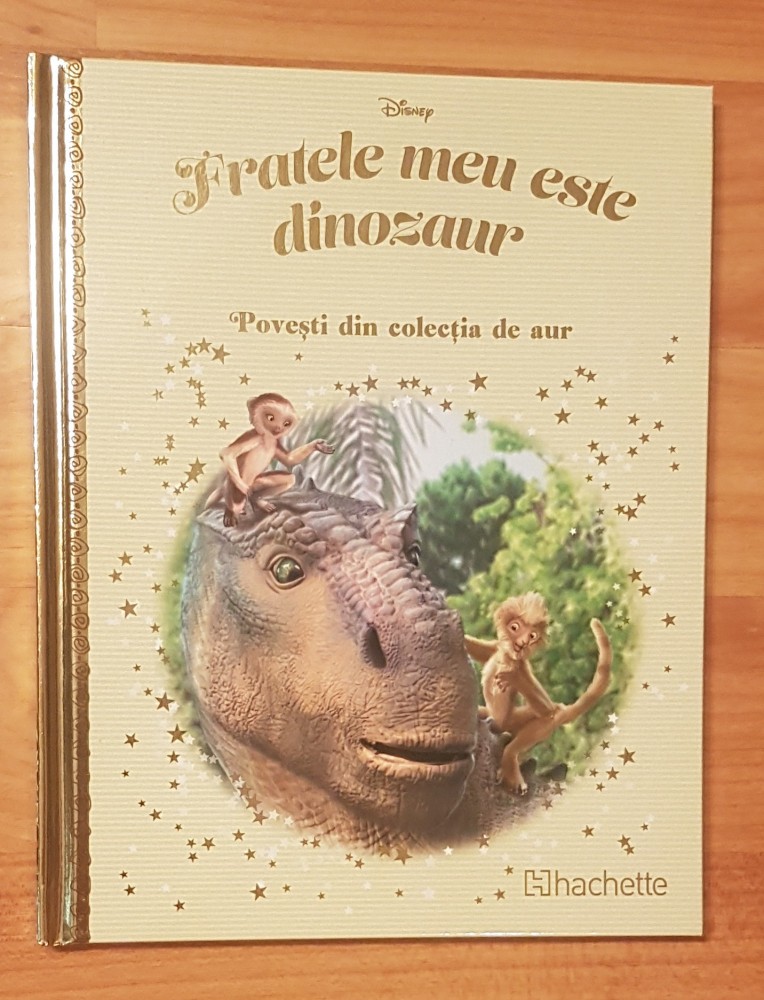 Disney
Fratele meu este
dinozaur
Povești din colecția de aur
hachette